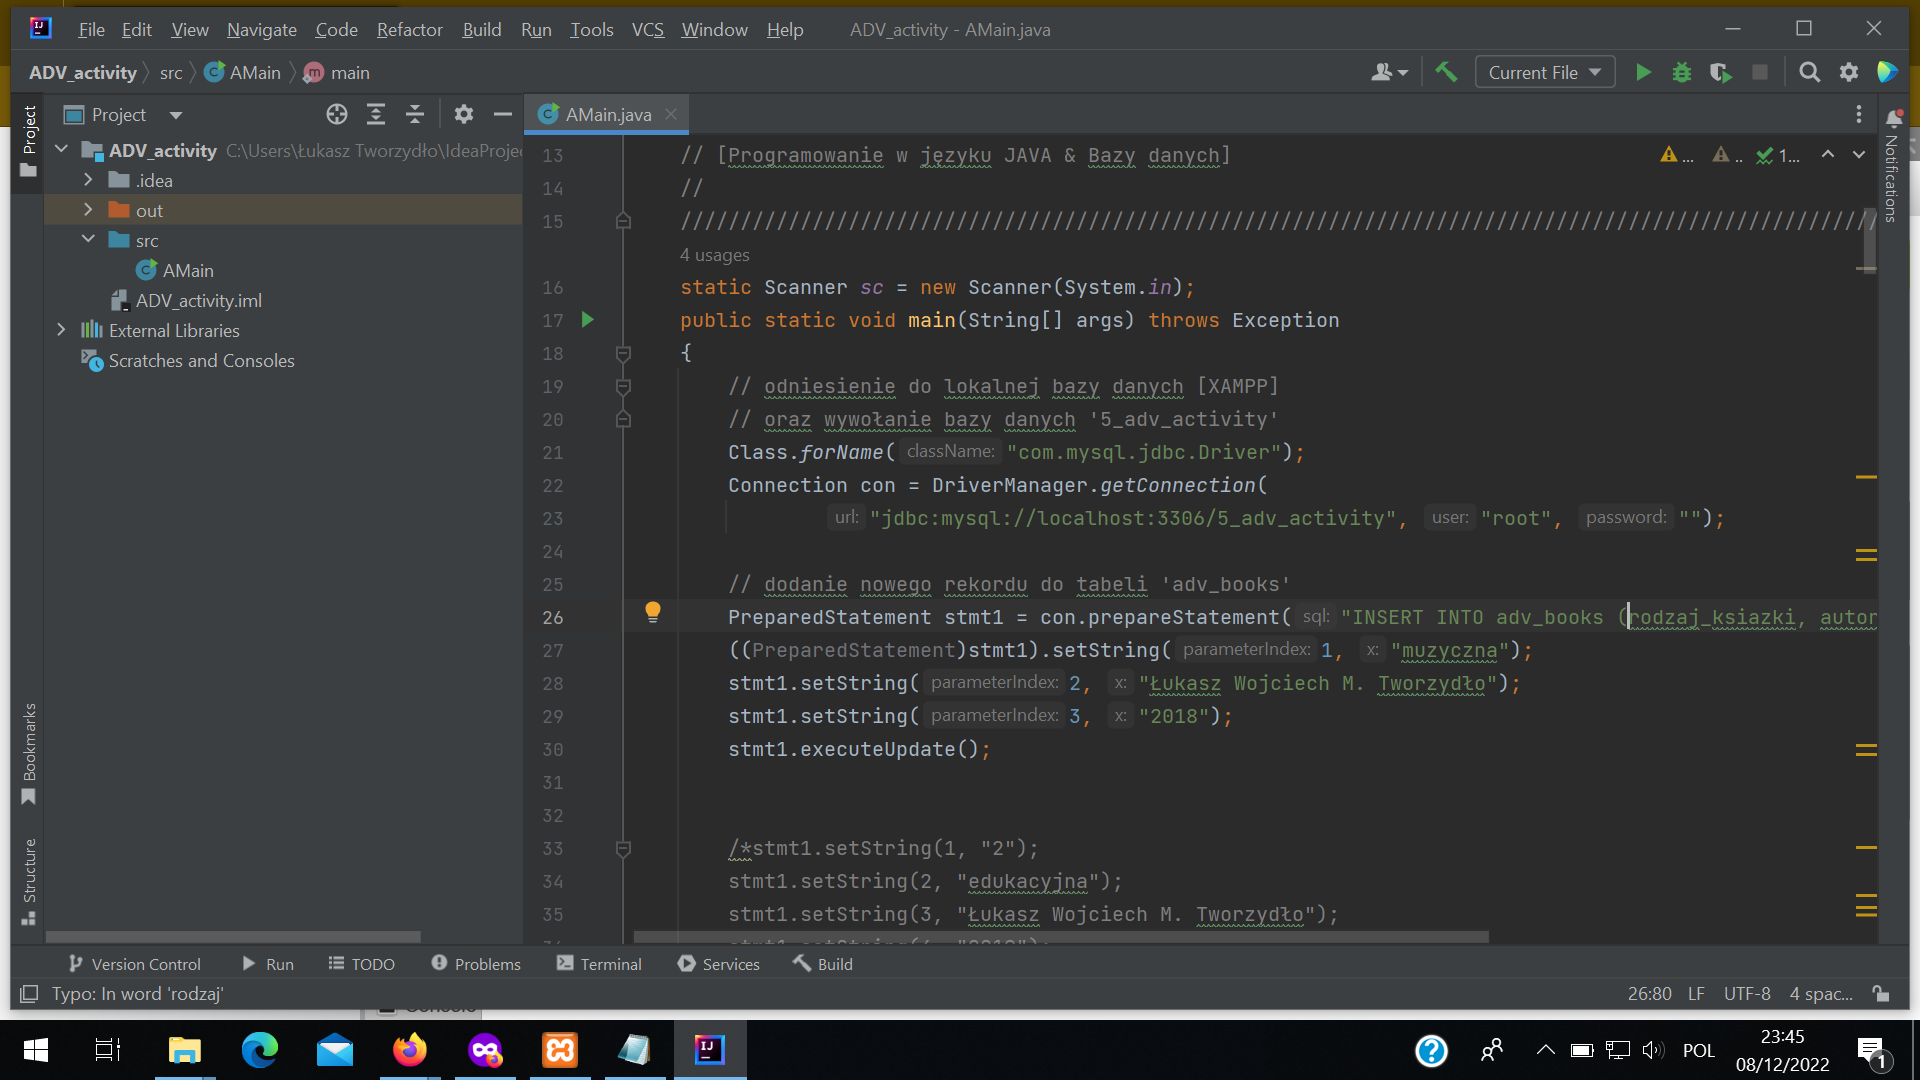 File Edit View Navigate Code Refactor Build Run Tools VCS Window Help ADV_activity - AMain.java
ADV_activity src AMain main Current File
Project
Project AMain.java
ADV_activity C:\Users\Łukasz Tworzydło\IdeaProje
.idea
out
src
AMain
ADV_activity.iml
External Libraries
Scratches and Consoles
Bookmarks
Structure
Notifications
... .. 1...
13 // [Programowanie w języku JAVA & Bazy danych]
14 //
15 ////////////////////////////////////////////////////////////////////////////////////////////////////
4 usages
16 static Scanner sc = new Scanner(System.in);
17 public static void main(String[] args) throws Exception
18 {
19 // odniesienie do lokalnej bazy danych [XAMPP]
20 // oraz wywołanie bazy danych '5_adv_activity'
21 Class.forName( className: "com.mysql.jdbc.Driver");
22 Connection con = DriverManager.getConnection(
23 url: "jdbc:mysql://localhost:3306/5_adv_activity", user: "root", password: "");
24
25 // dodanie nowego rekordu do tabeli 'adv_books'
26 PreparedStatement stmt1 = con.prepareStatement( sql: "INSERT INTO adv_books (rodzaj_ksiazki, autor
27 ((PreparedStatement)stmt1).setString( parameterIndex: 1, x: "muzyczna");
28 stmt1.setString( parameterIndex: 2, x: "Łukasz Wojciech M. Tworzydło");
29 stmt1.setString( parameterIndex: 3, x: "2018");
30 stmt1.executeUpdate();
31
32
33 /*stmt1.setString(1, "2");
34 stmt1.setString(2, "edukacyjna");
35 stmt1.setString(3, "Łukasz Wojciech M. Tworzydło");
Version Control Run TODO Problems Terminal Services Build
Typo: In word 'rodzaj' 26:80 LF UTF-8 4 spac...
POL 23:45
08/12/2022
1